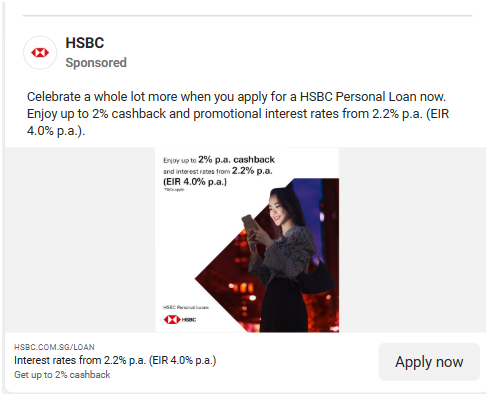 HSBC
Sponsored
Celebrate a whole lot more when you apply for a HSBC Personal Loan now.
Enjoy up to 2% cashback and promotional interest rates from 2.2% p.a. (EIR
4.0% p.a.).
Enjoy up to 2% p.a. cashback
and interest rates from 2.2% p.a.
(EIR 4.0% p.a.)
*T&Cs apply
HSBC Personal Loans
HSBC
HSBC.COM.SG/LOAN
Interest rates from 2.2% p.a. (EIR 4.0% p.a.)
Get up to 2% cashback
Apply now